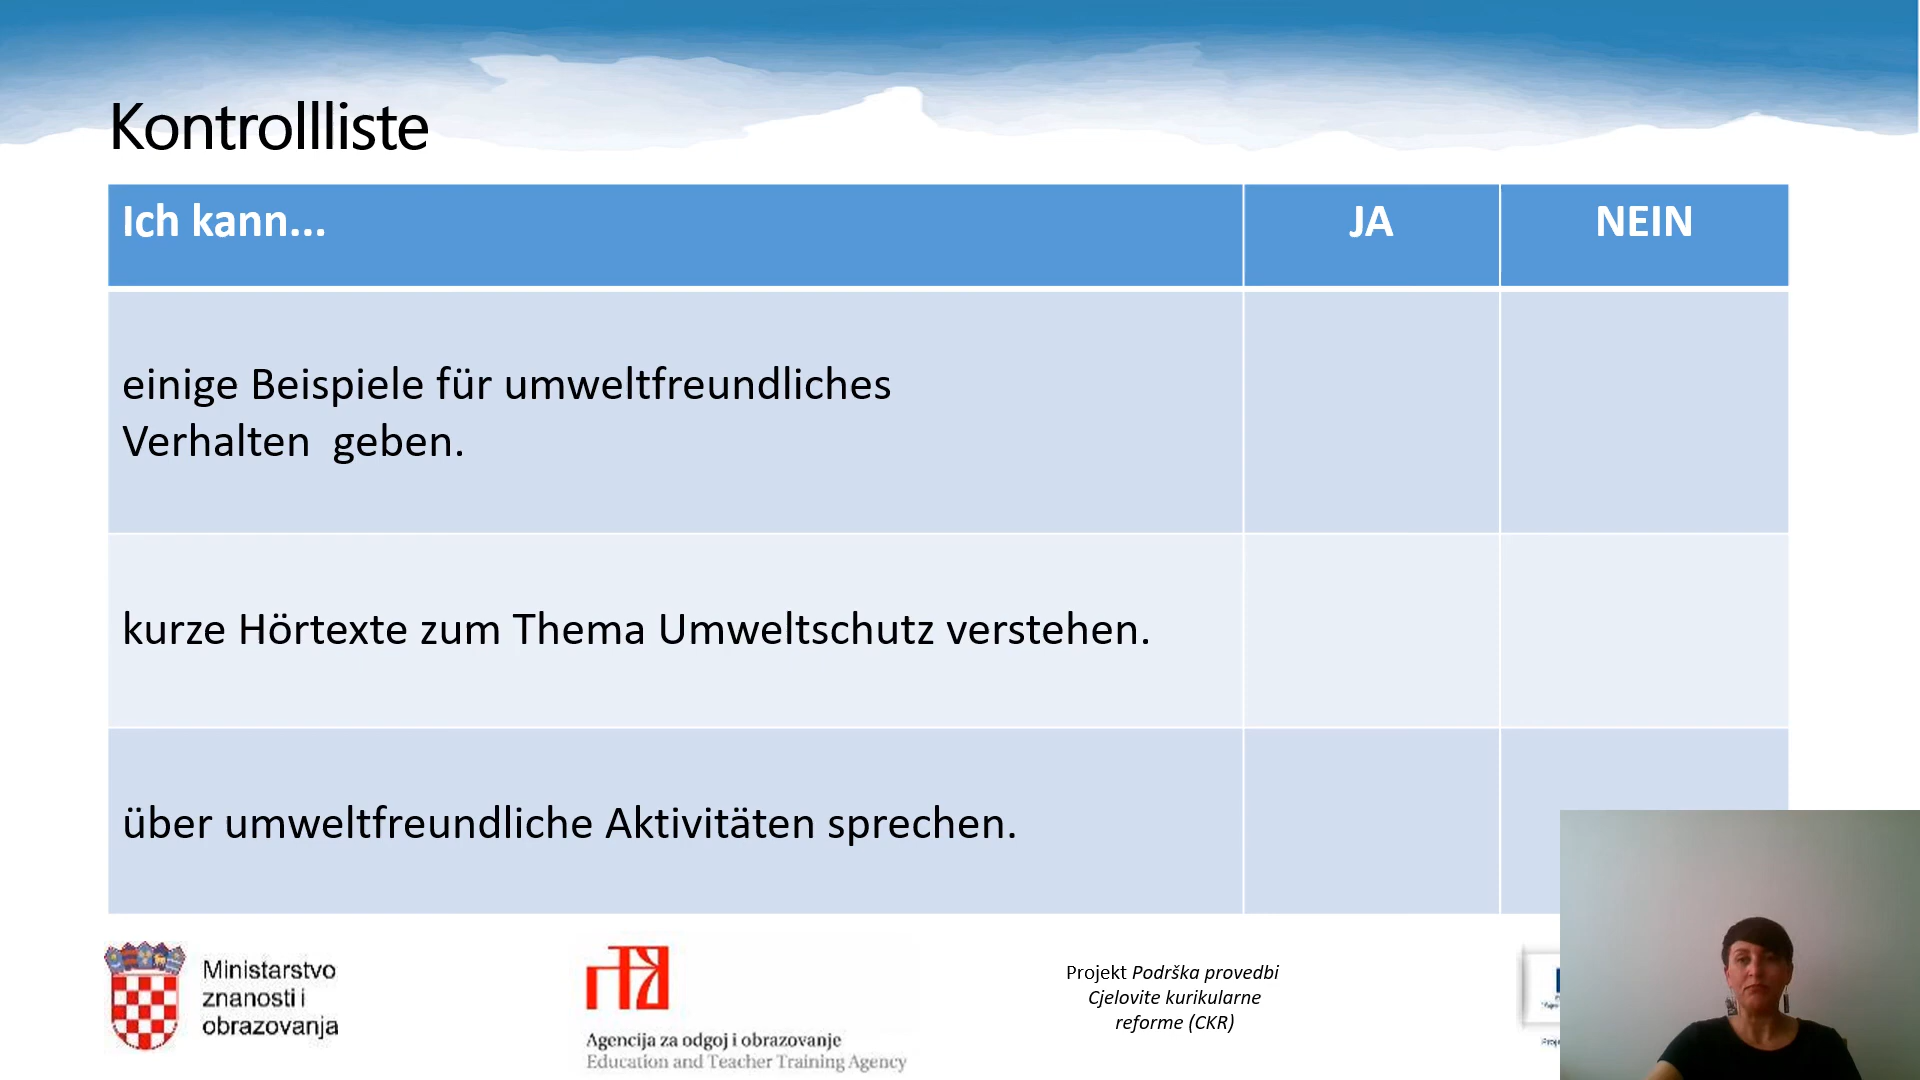 Kontrollliste
Ich kann...
JA
NEIN
einige Beispiele für umweltfreundliches
Verhalten geben.
kurze Hörtexte zum Thema Umweltschutz verstehen.
über umweltfreundliche Aktivitäten sprechen.
Ministarstvo
znanosti i
obrazovanja
Agencija za odgoj i obrazovanje
Education and Teacher Training Agency
Projekt Podrška provedbi
Cjelovite kurikularne
reforme (CKR)